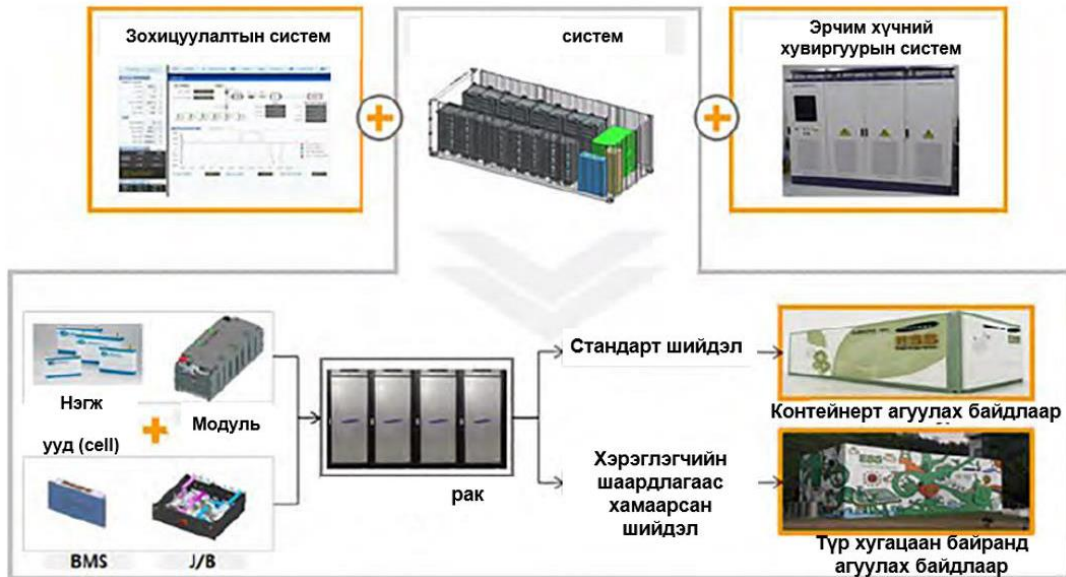 Зохицуулалтын систем
систем
Эрчим хүчний
хувиргуурын систем
Нэгж
ууд (cell)
Модуль
BMS
J/B
рак
Стандарт шийдэл
Контейнерт агуулах байдлаар
Хэрэглэгчийн
шаардлагаас
хамаарсан
шийдэл
ESS
Түр хугацаан байранд
агуулах байдлаар